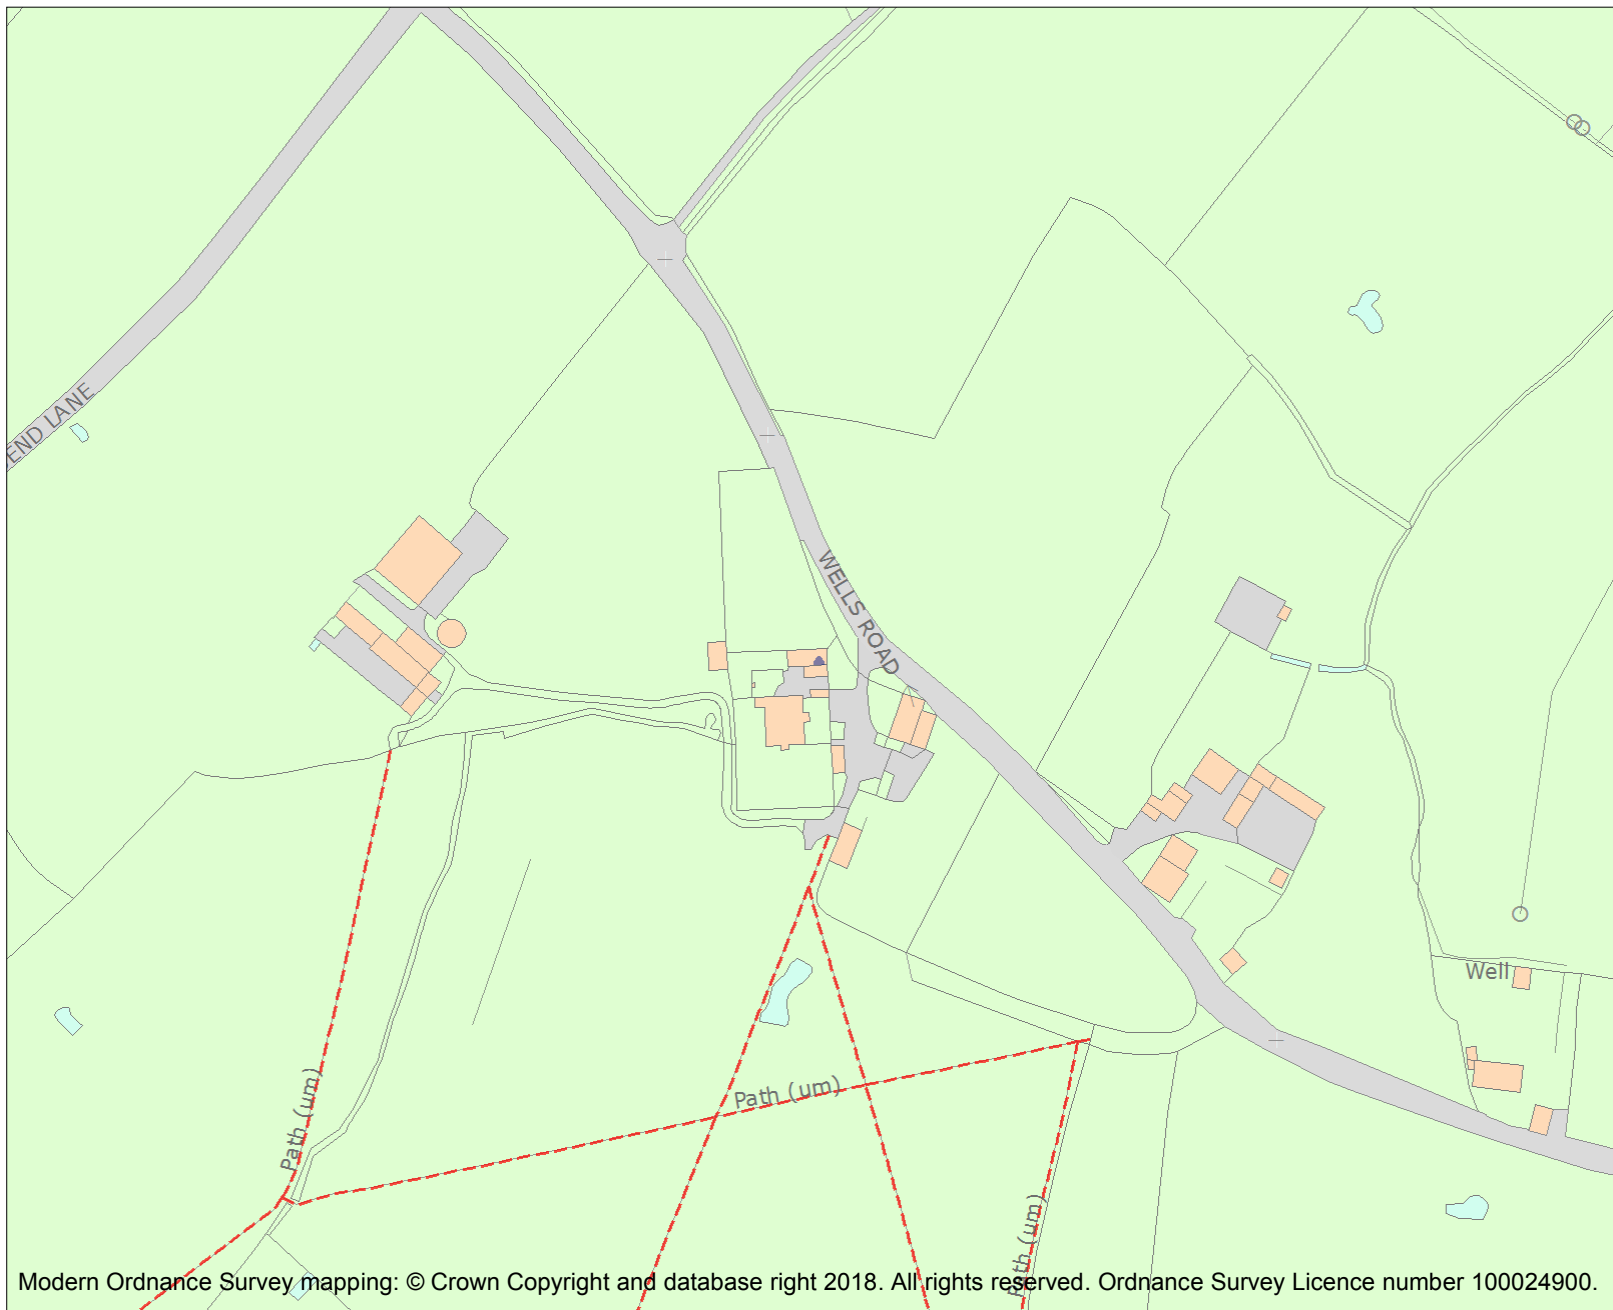 END LANE
WELLS ROAD
Well
Path (um)
Path (um)
Path (um)
Modern Ordnance Survey mapping: © Crown Copyright and database right 2018. All rights reserved. Ordnance Survey Licence number 100024900.